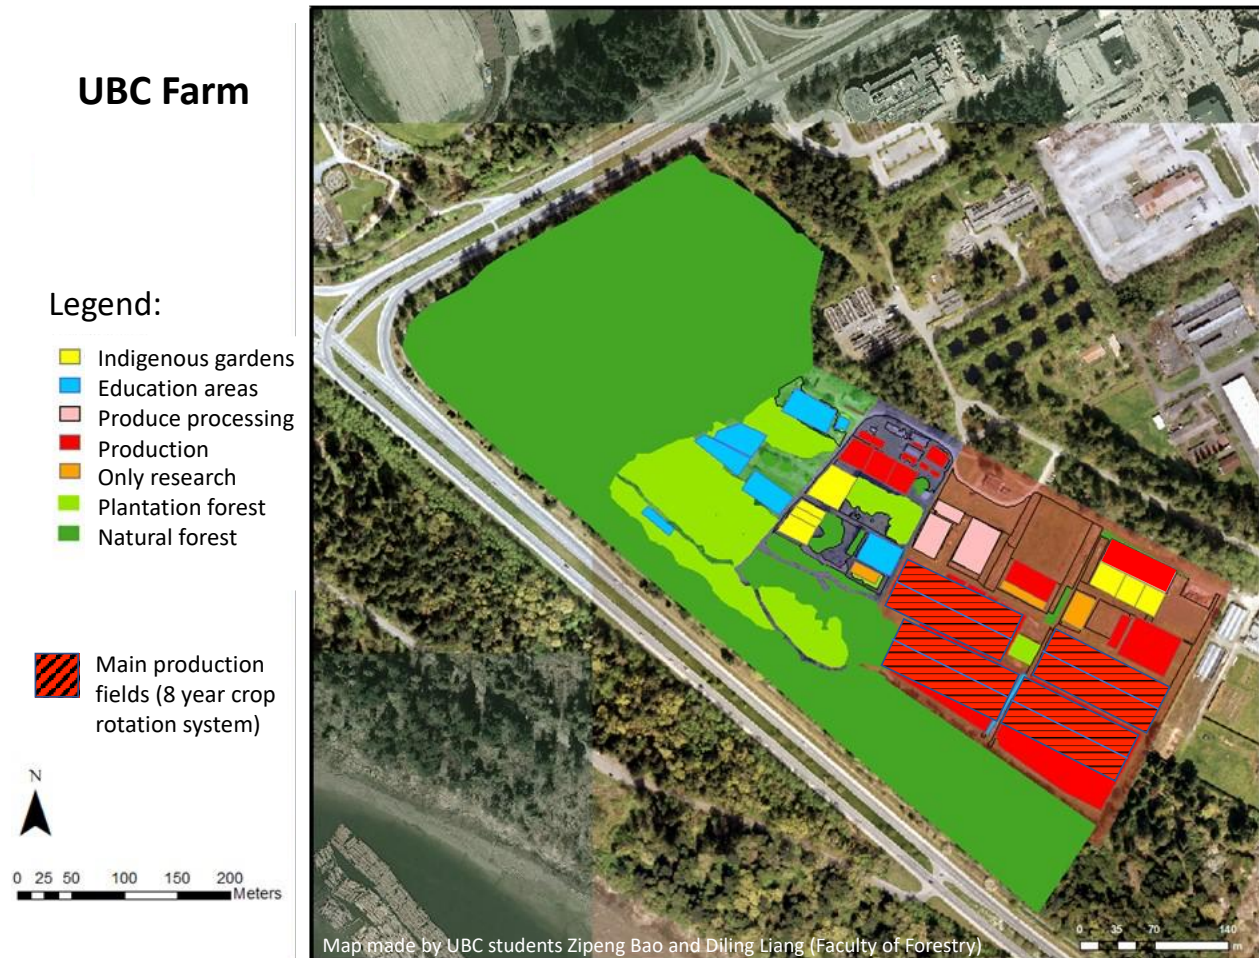 UBC Farm
Legend:
Indigenous gardens
Education areas
Produce processing
Production
Only research
Plantation forest
Natural forest
Main production
fields (8 year crop
rotation system)
N
0 25 50 100 150 200
Meters
Map made by UBC students Zipeng Bao and Diling Liang (Faculty of Forestry)
0 35 70 140
m